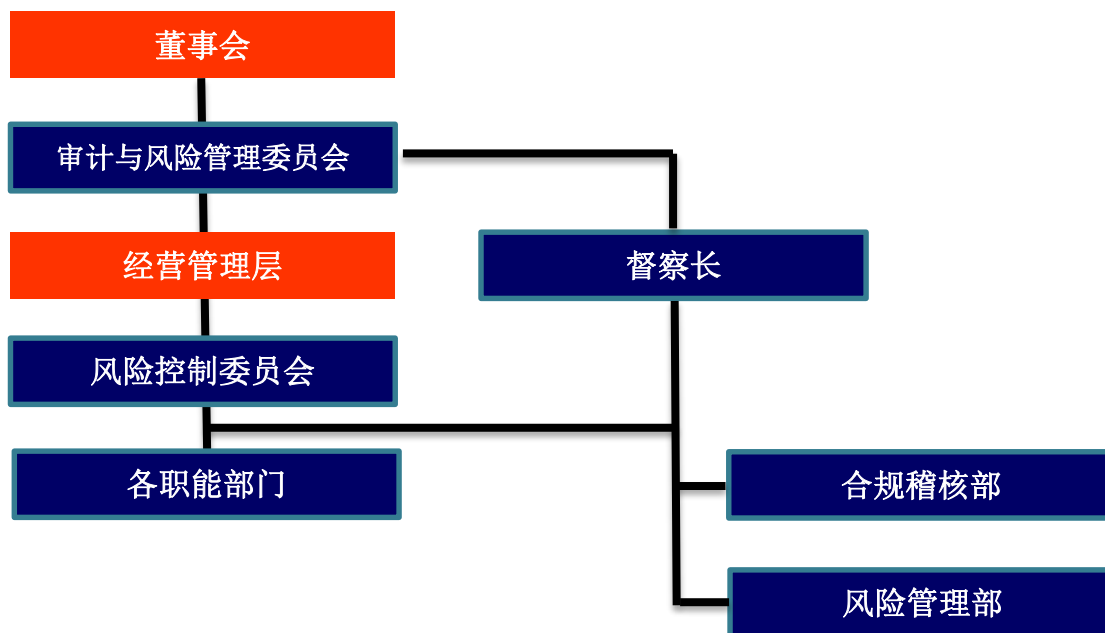 董事会
审计与风险管理委员会
经营管理层
督察长
风险控制委员会
各职能部门
合规稽核部
风险管理部